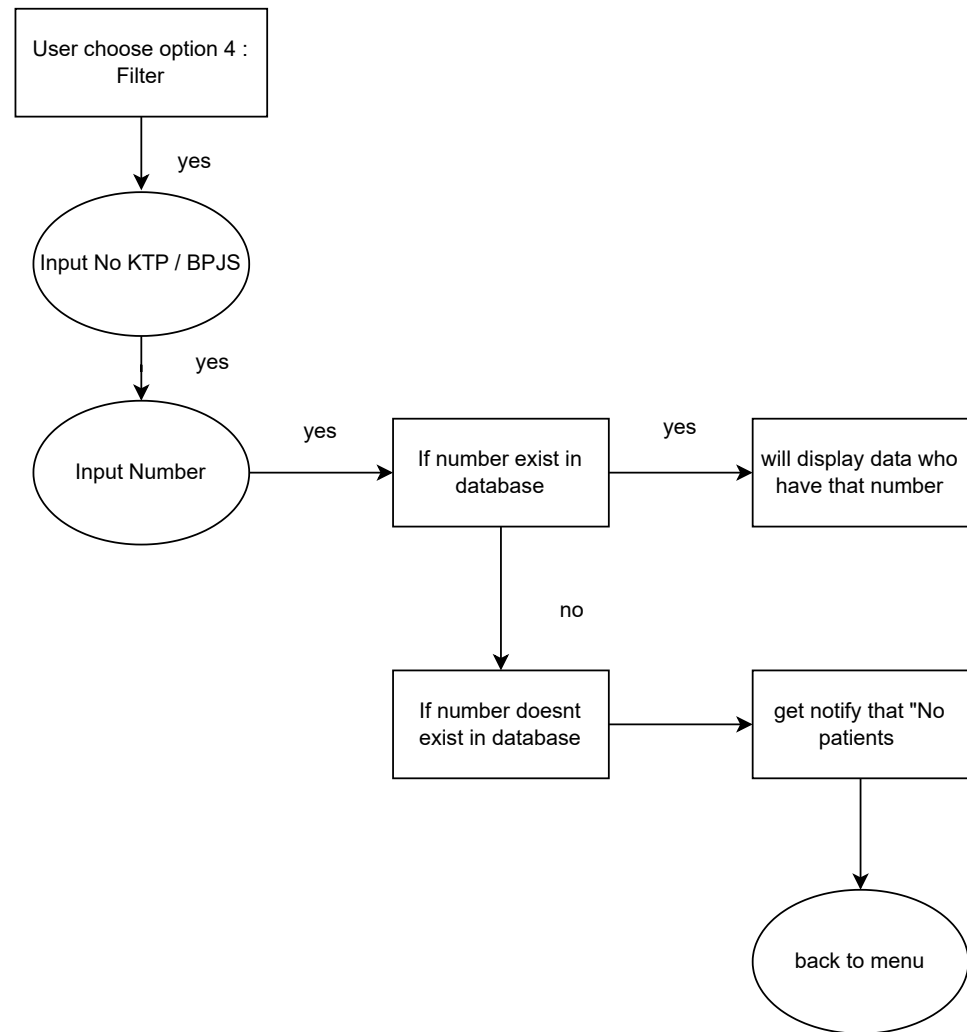 User choose option 4 :
Filter
yes
Input No KTP / BPJS
yes
Input Number
yes
If number exist in
database
yes
will display data who
have that number
no
If number doesnt
exist in database
get notify that "No
patients
back to menu